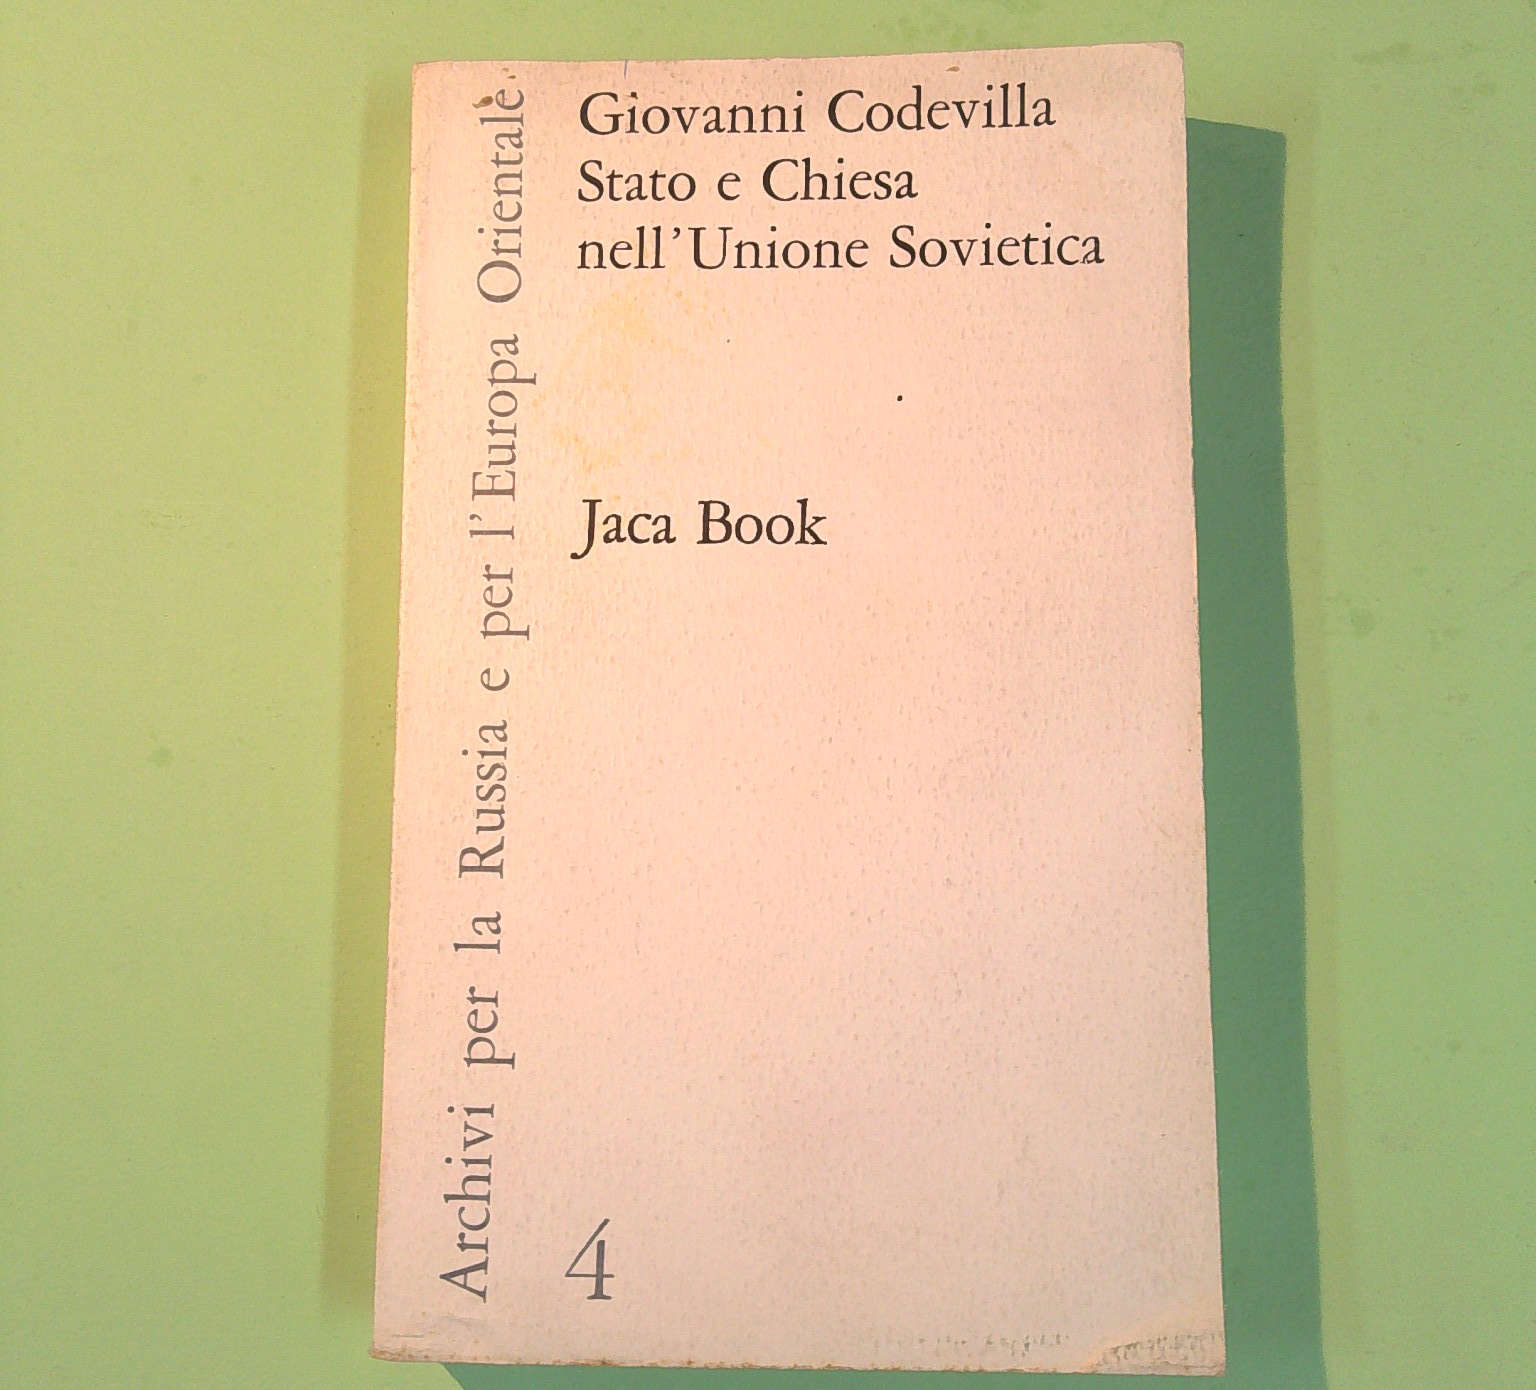 Giovanni Codevilla
Stato e Chiesa
nell'Unione Sovietica
Jaca Book
Archivi per la Russia e per l'Europa Orientale
4